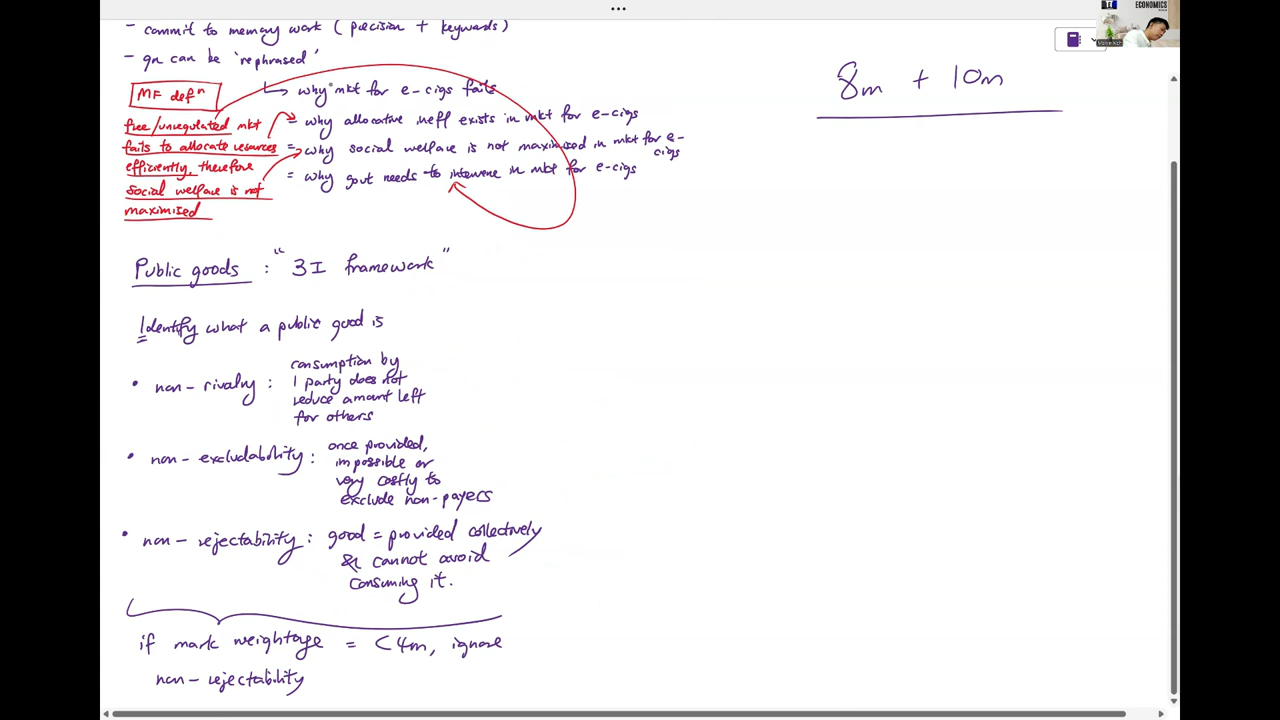 - commit to memory work (precision + keywords)
- qn can be 'rephrased'
MF defn
↳ why mkt for e-cigs fails
free/unregulated mkt
fails to allocate resources
efficiently, therefore
social welfare is not
maximised
= why allocative ineff exists in mkt for e-cigs
= why social welfare is not maximised in mkt for e-
cigs
= why govt needs to intervene in mkt for e-cigs
8m + 10m
Public goods : "3I framework"
Identify what a public good is
• non-rivalry : consumption by
1 party does not
reduce amount left
for others
• non-excludability : once provided,
impossible or
very costly to
exclude non-payers
• non-rejectability : good = provided collectively
& cannot avoid
consuming it.
if mark weightage = <4m, ignore
non-rejectability
ECONOMICS